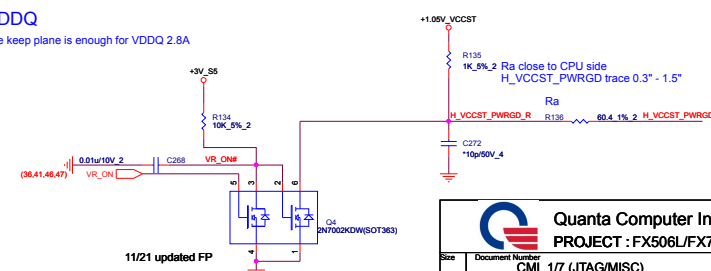 DDQ
e keep plane is enough for VDDQ 2.8A
+1.05V_VCCST
R135
1K_5%_2
Ra close to CPU side
H_VCCST_PWRGD trace 0.3" - 1.5"
+3V_S5
Ra
R134
10K_5%_2
H_VCCST_PWRGD_R
R136
60.4_1%_2
H_VCCST_PWRGD
C272
*10p/50V_4
0.01u/10V_2
C268
VR_ON#
(36,41,46,47)
VR_ON
5
3
2
6
Q4
2N7002KDW(SOT363)
4
1
11/21 updated FP
Quanta Computer In
PROJECT : FX506L/FX7
Size
Document Number
CML 1/7 (JTAG/MISC)